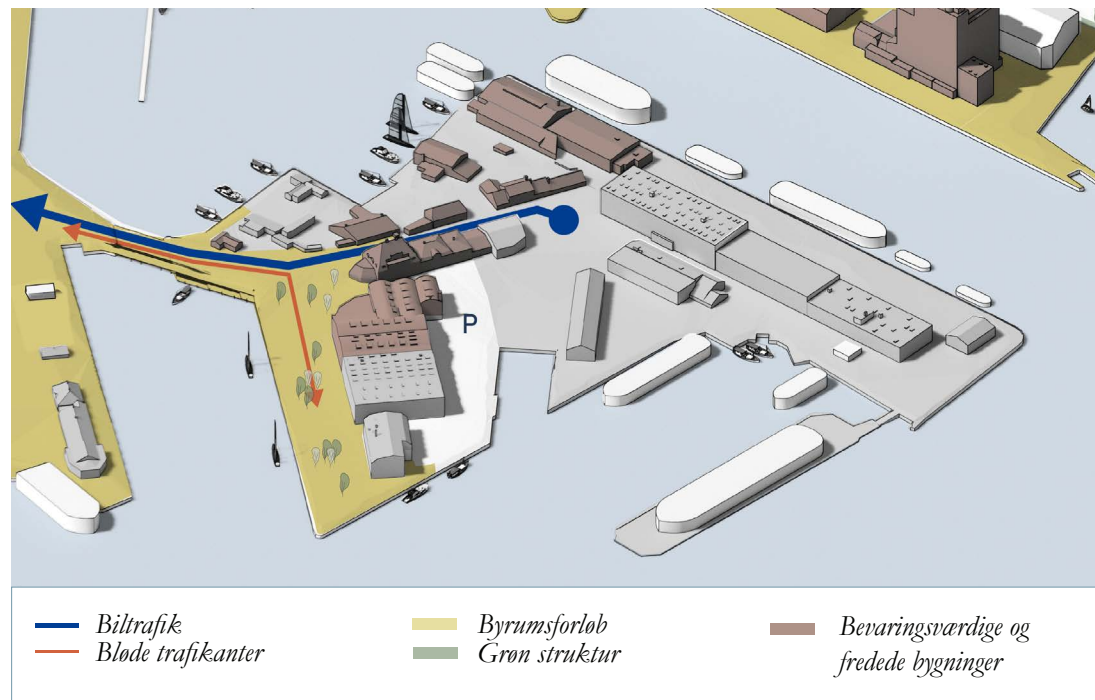 P
Biltrafik
Bløde trafikanter
Byrumsforløb
Grøn struktur
Bevaringsværdige og
fredede bygninger